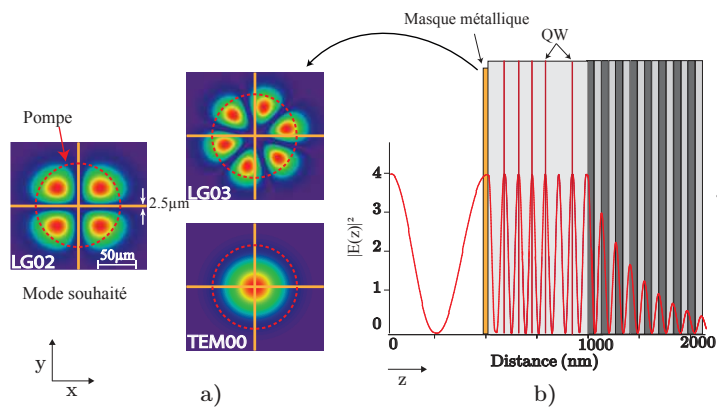 Masque métallique
QW
Pompe
LG03
2.5µm
50µm
LG02
Mode souhaité
TEM00
y
x
a)
|E(z)|²
4
3
2
1
0
0
1000
2000
Distance (nm)
z
b)